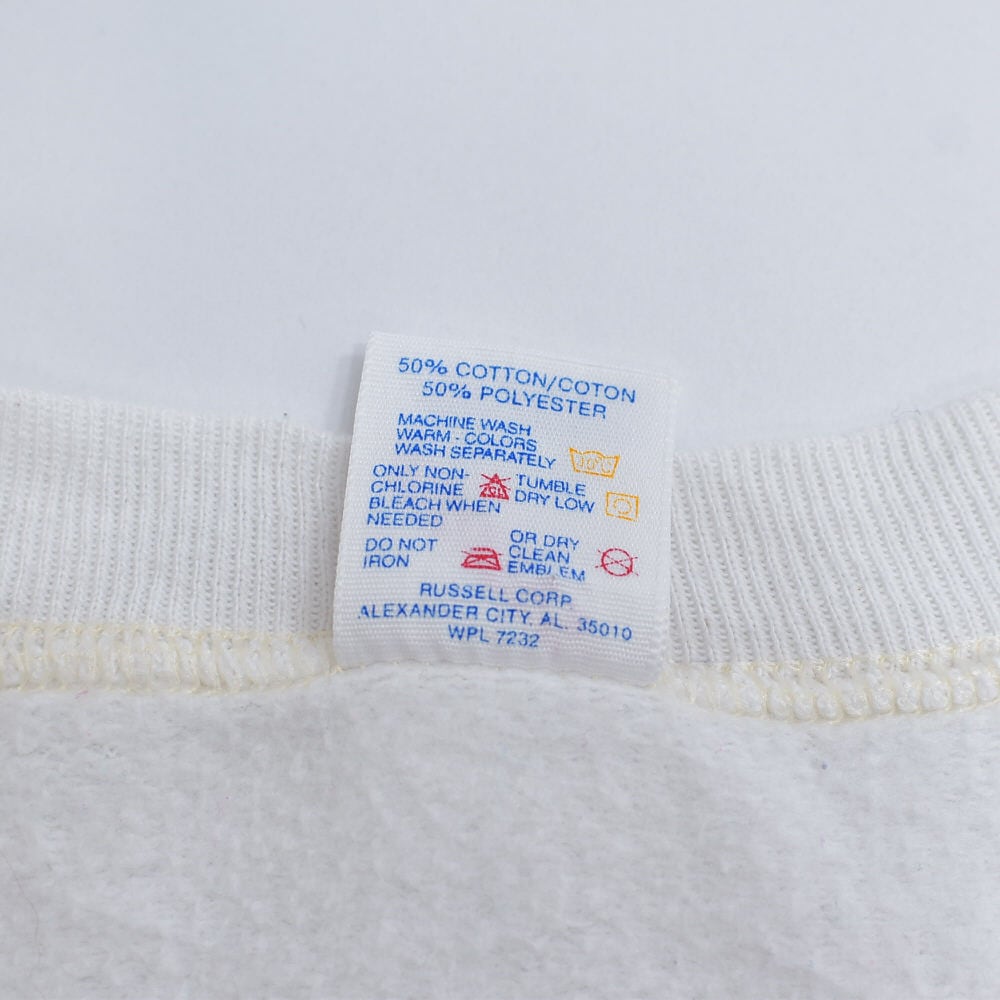 50% COTTON/COTON
50% POLYESTER
MACHINE WASH
WARM - COLORS
WASH SEPARATELY
ONLY NON-
CHLORINE
BLEACH WHEN
NEEDED
TUMBLE
DRY LOW
DO NOT
IRON
OR DRY
CLEAN
EMBLEM
RUSSELL CORP
ALEXANDER CITY, AL. 35010
WPL 7232